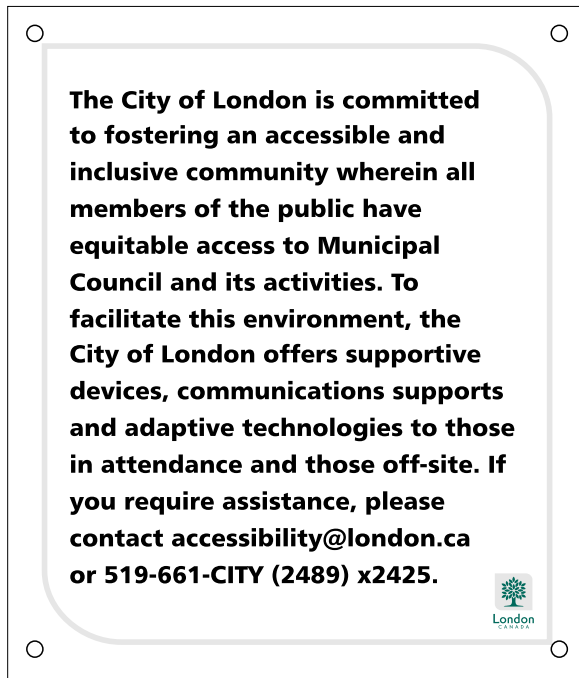 The City of London is committed
to fostering an accessible and
inclusive community wherein all
members of the public have
equitable access to Municipal
Council and its activities. To
facilitate this environment, the
City of London offers supportive
devices, communications supports
and adaptive technologies to those
in attendance and those off-site. If
you require assistance, please
contact accessibility@london.ca
or 519-661-CITY (2489) x2425.
London
CANADA